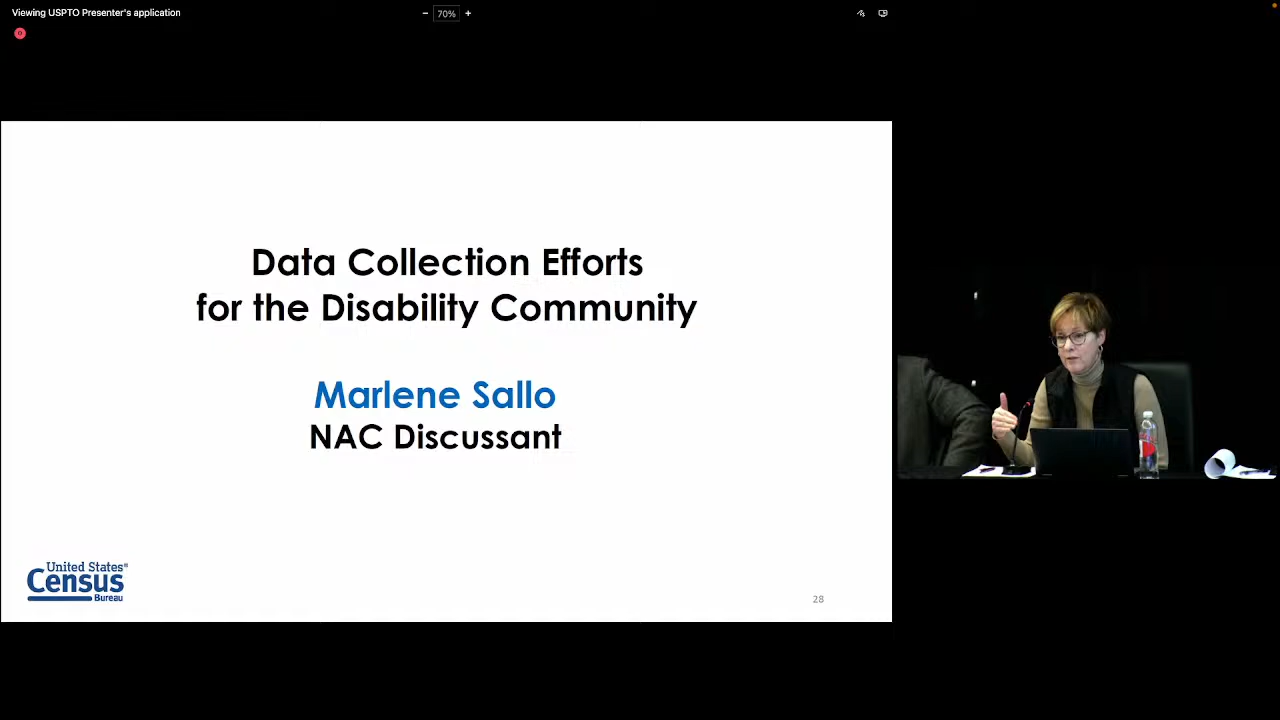 Viewing USPTO Presenter's application
70%
Data Collection Efforts
for the Disability Community
Marlene Sallo
NAC Discussant
United States®
Census
Bureau
28